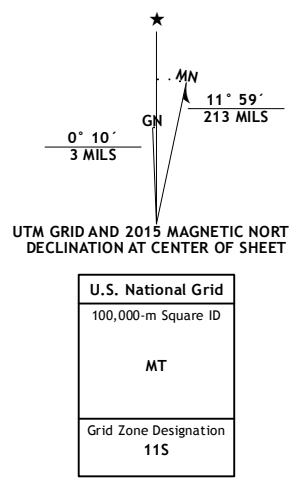 MN
11° 59´
213 MILS
GN
0° 10´
3 MILS
UTM GRID AND 2015 MAGNETIC NORT
DECLINATION AT CENTER OF SHEET
U.S. National Grid
100,000-m Square ID
MT
Grid Zone Designation
11S